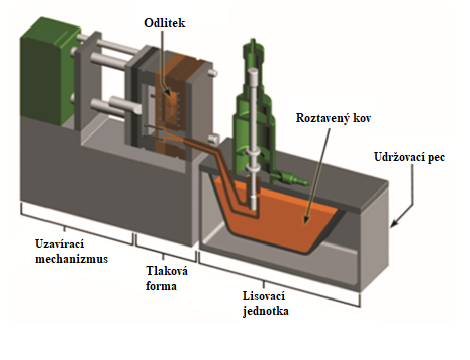 Odlitek
Roztavený kov
Udržovací pec
Uzavírací
mechanizmus
Tlaková
forma
Lisovací
jednotka